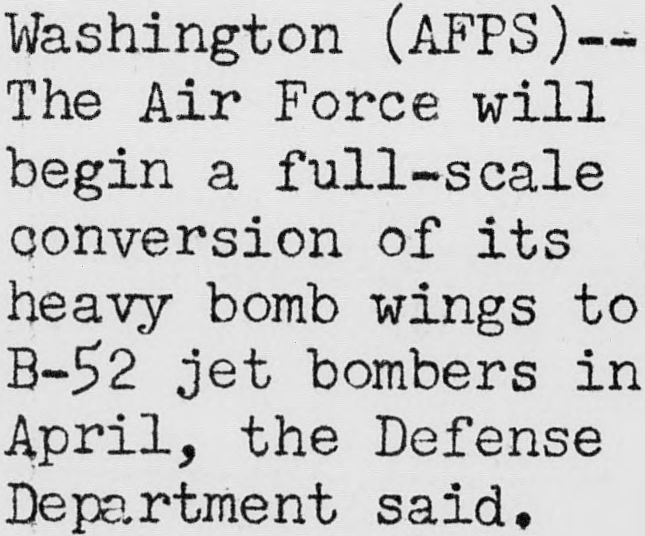 Washington (AFPS)--
The Air Force will
begin a full-scale
conversion of its
heavy bomb wings to
B-52 jet bombers in
April, the Defense
Department said.